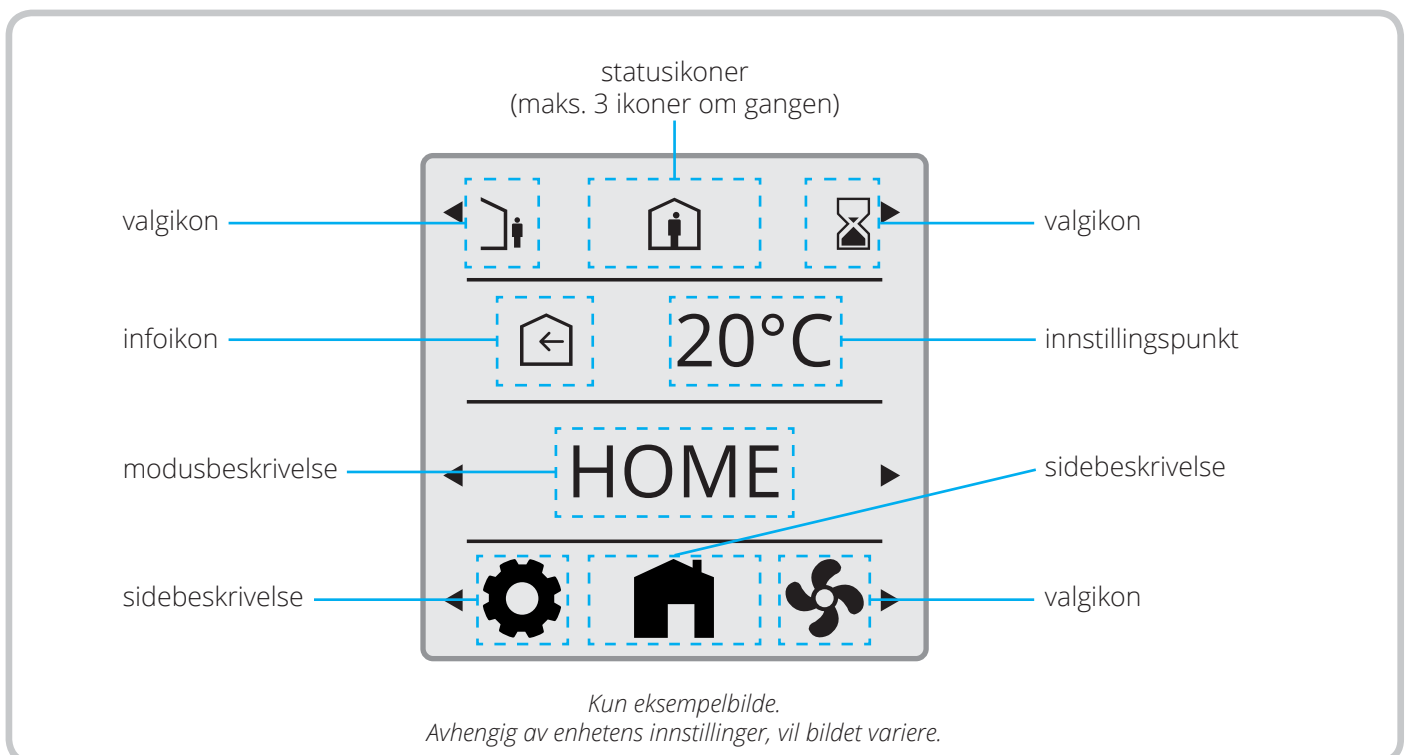 statusikoner
(maks. 3 ikoner om gangen)
valgikon
valgikon
infoikon
20°C
innstillingspunkt
modusbeskrivelse
HOME
sidebeskrivelse
sidebeskrivelse
valgikon
Kun eksempelbilde.
Avhengig av enhetens innstillinger, vil bildet variere.